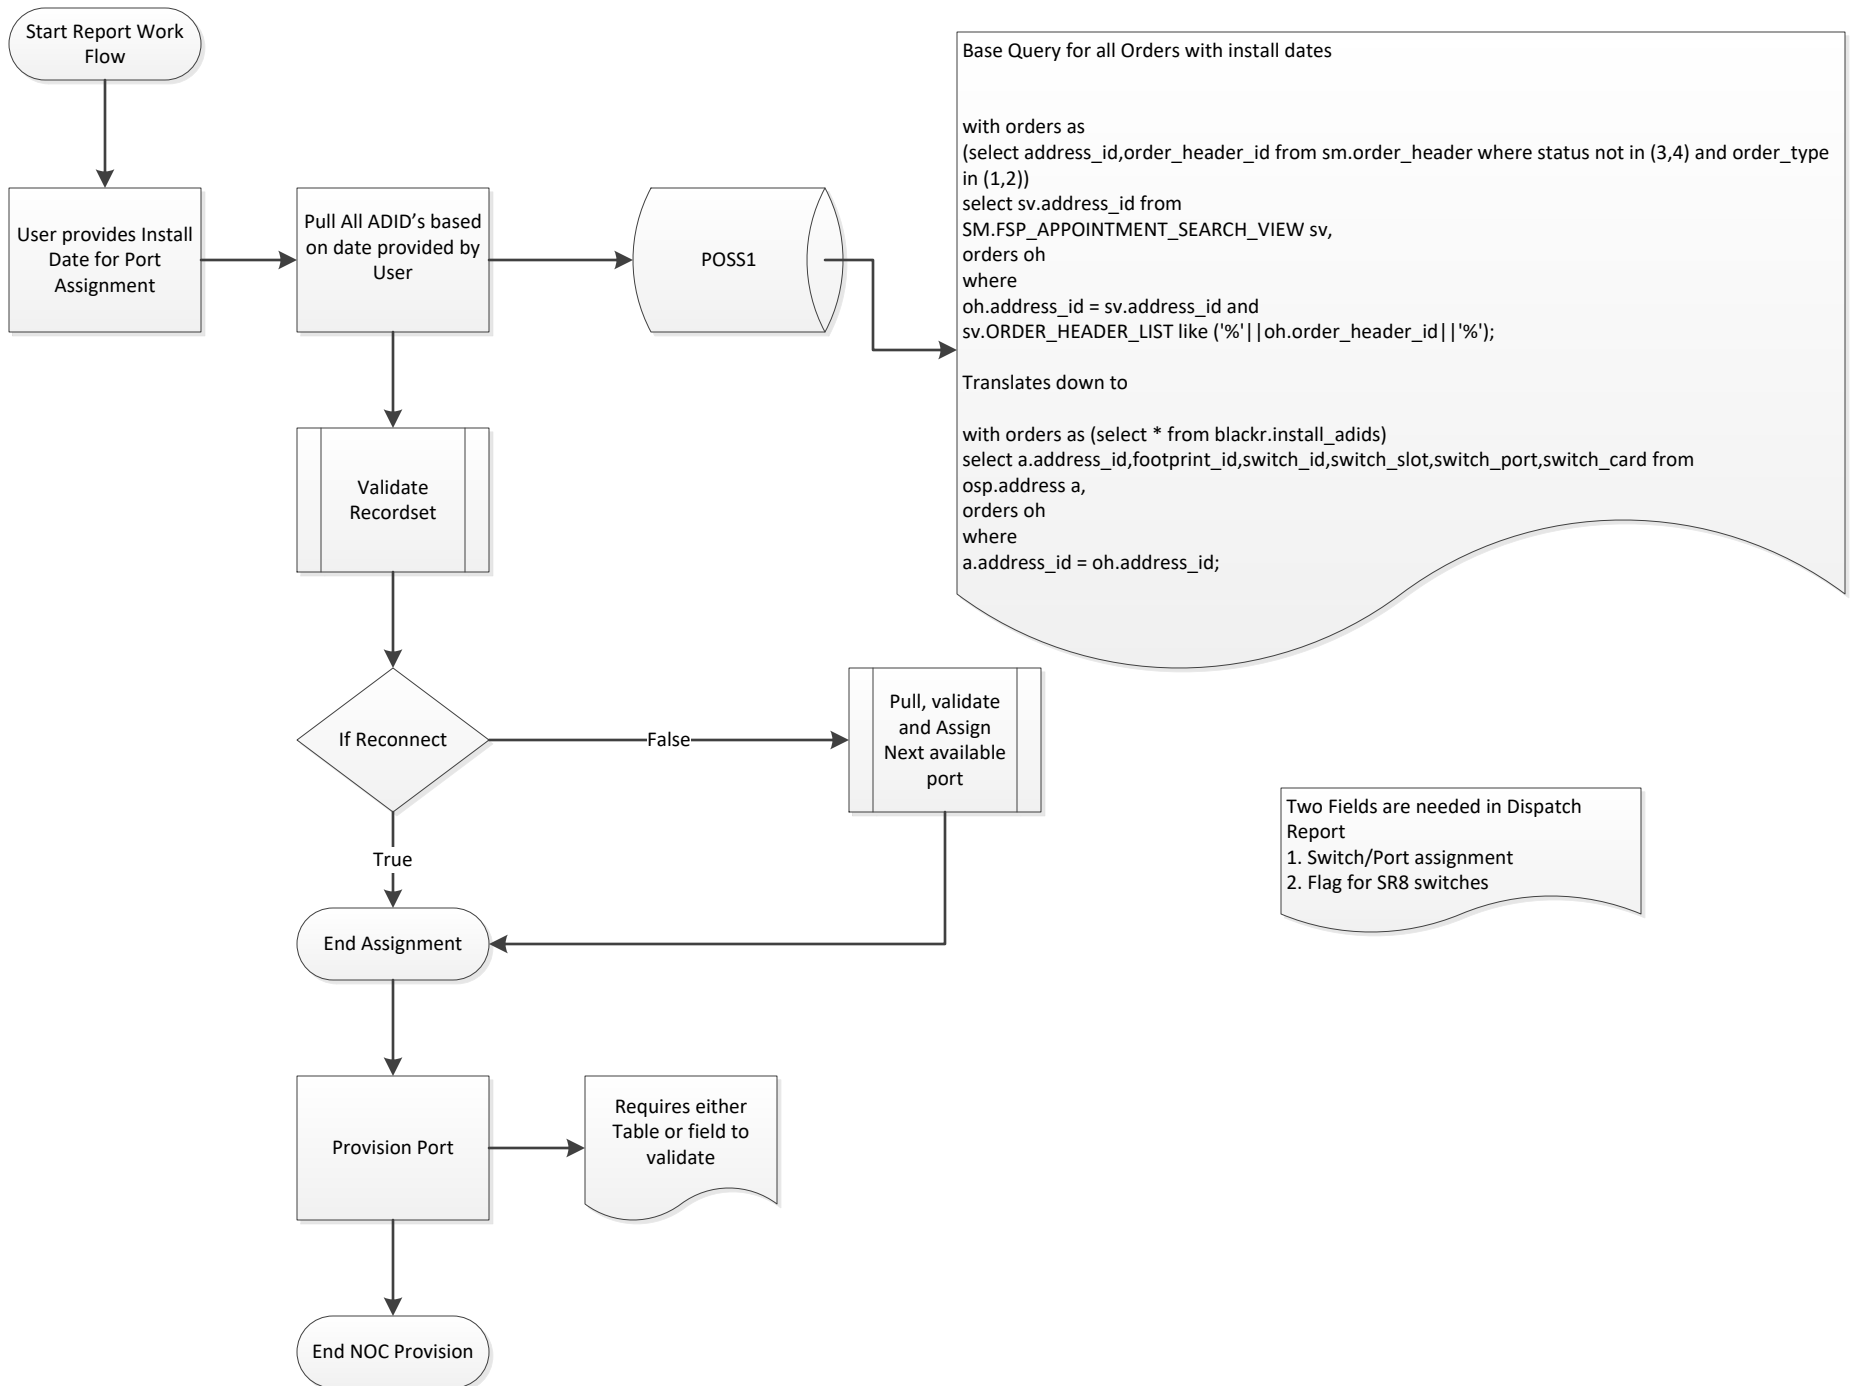 Start Report Work
Flow
User provides Install
Date for Port
Assignment
Pull All ADID’s based
on date provided by
User
POSS1
Base Query for all Orders with install dates
with orders as
(select address_id,order_header_id from sm.order_header where status not in (3,4) and order_type
in (1,2))
select sv.address_id from
SM.FSP_APPOINTMENT_SEARCH_VIEW sv,
orders oh
where
oh.address_id = sv.address_id and
sv.ORDER_HEADER_LIST like ('%'||oh.order_header_id||'%');
Translates down to
with orders as (select * from blackr.install_adids)
select a.address_id,footprint_id,switch_id,switch_slot,switch_port,switch_card from
osp.address a,
orders oh
where
a.address_id = oh.address_id;
Validate
Recordset
If Reconnect
False
Pull, validate
and Assign
Next available
port
True
Two Fields are needed in Dispatch
Report
1. Switch/Port assignment
2. Flag for SR8 switches
End Assignment
Provision Port
Requires either
Table or field to
validate
End NOC Provision